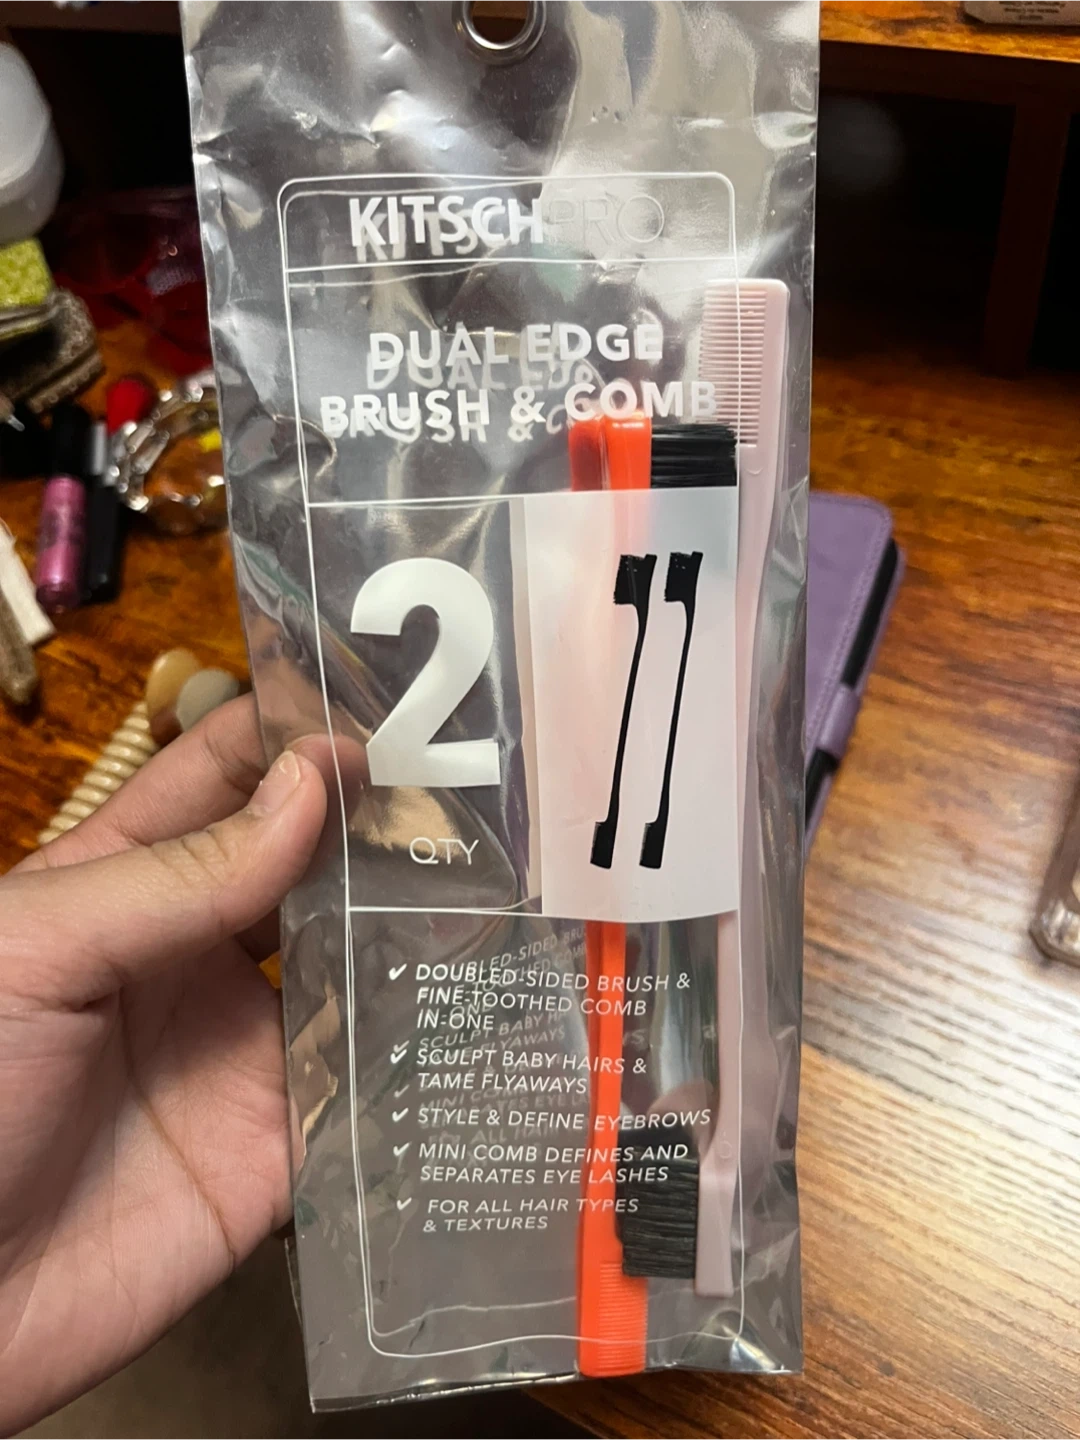 KITSCH PRO
DUAL EDGE
BRUSH & COMB
2
QTY
✔ DOUBLED-SIDED BRUSH &
FINE-TOOTHED COMB
IN-ONE
✔ SCULPT BABY HAIRS &
TAME FLYAWAYS
✔ STYLE & DEFINE EYEBROWS
✔ MINI COMB DEFINES AND
SEPARATES EYE LASHES
✔ FOR ALL HAIR TYPES
& TEXTURES